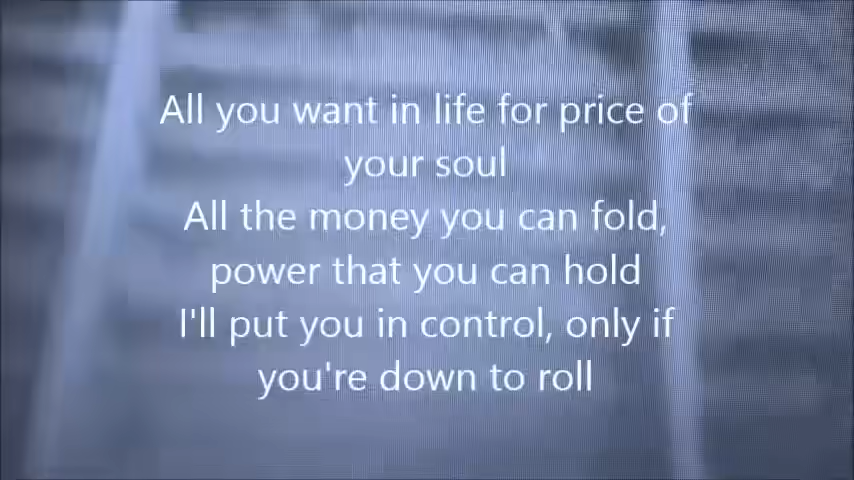 All you want in life for price of
your soul
All the money you can fold,
power that you can hold
I'll put you in control, only if
you're down to roll